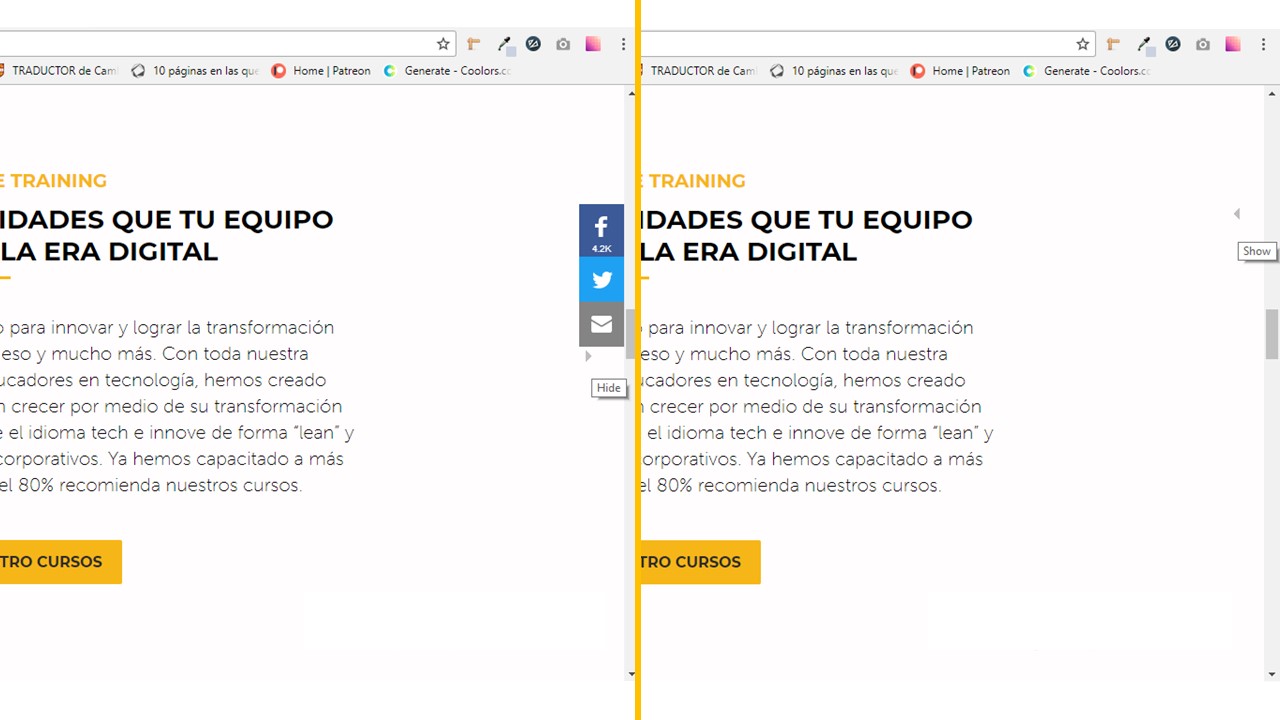 TRADUCTOR de Cam
10 páginas en las que
Home | Patreon
Generate - Coolors.cc
E TRAINING
IDADES QUE TU EQUIPO
LA ERA DIGITAL
o para innovar y lograr la transformación
eso y mucho más. Con toda nuestra
ucadores en tecnología, hemos creado
n crecer por medio de su transformación
e el idioma tech e innove de forma “lean” y
corporativos. Ya hemos capacitado a más
el 80% recomienda nuestros cursos.
TRO CURSOS
4.2K
Hide
TRADUCTOR de Cam
10 páginas en las que
Home | Patreon
Generate - Coolors.cc
E TRAINING
IDADES QUE TU EQUIPO
LA ERA DIGITAL
o para innovar y lograr la transformación
eso y mucho más. Con toda nuestra
ucadores en tecnología, hemos creado
n crecer por medio de su transformación
el idioma tech e innove de forma “lean” y
orporativos. Ya hemos capacitado a más
el 80% recomienda nuestros cursos.
TRO CURSOS
Show